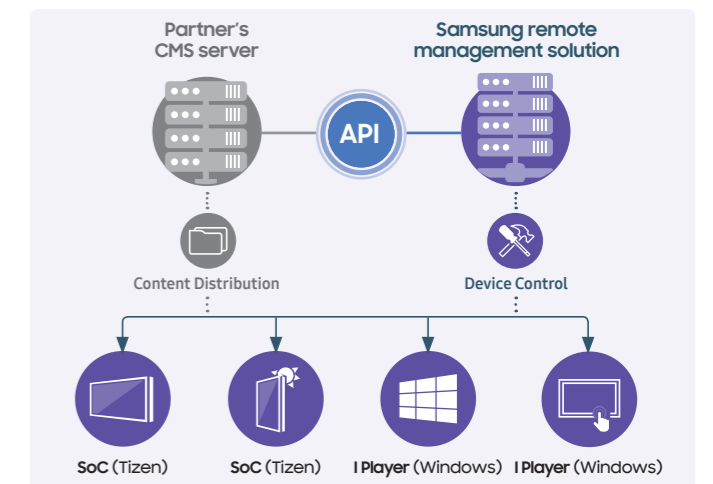 Partner's
CMS server
Samsung remote
management solution
API
Content Distribution
Device Control
SoC (Tizen)
SoC (Tizen)
I Player (Windows)
I Player (Windows)